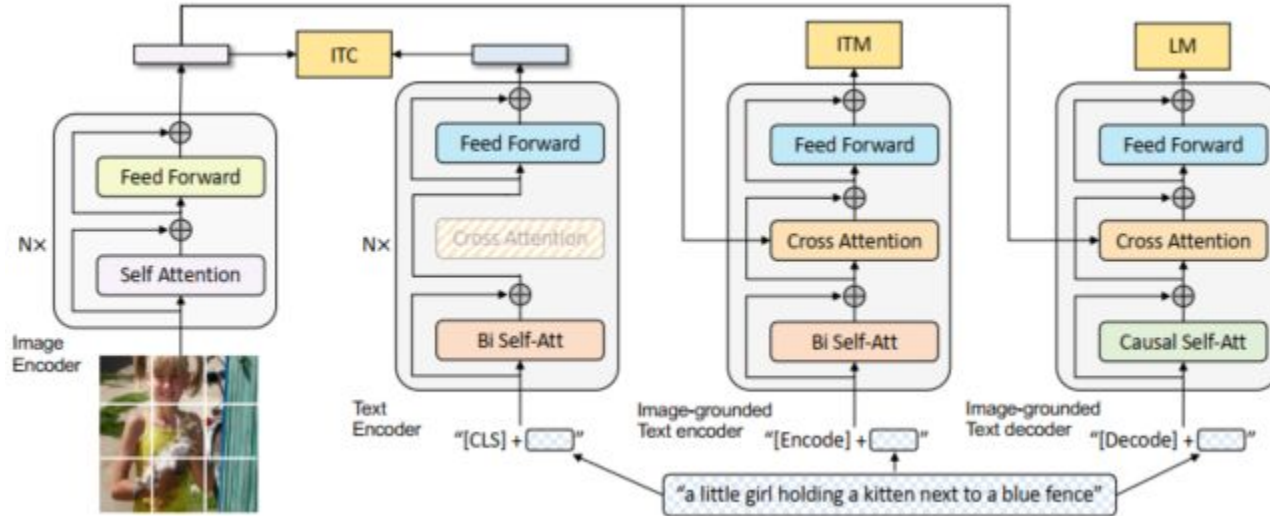 ITC
ITM
LM
Feed Forward
Self Attention
N×
Image
Encoder
Feed Forward
Cross Attention
Bi Self-Att
N×
Text
Encoder
"[CLS] + "
Feed Forward
Cross Attention
Bi Self-Att
Image-grounded
Text encoder
"[Encode] + "
Feed Forward
Cross Attention
Causal Self-Att
Image-grounded
Text decoder
"[Decode] + "
"a little girl holding a kitten next to a blue fence"